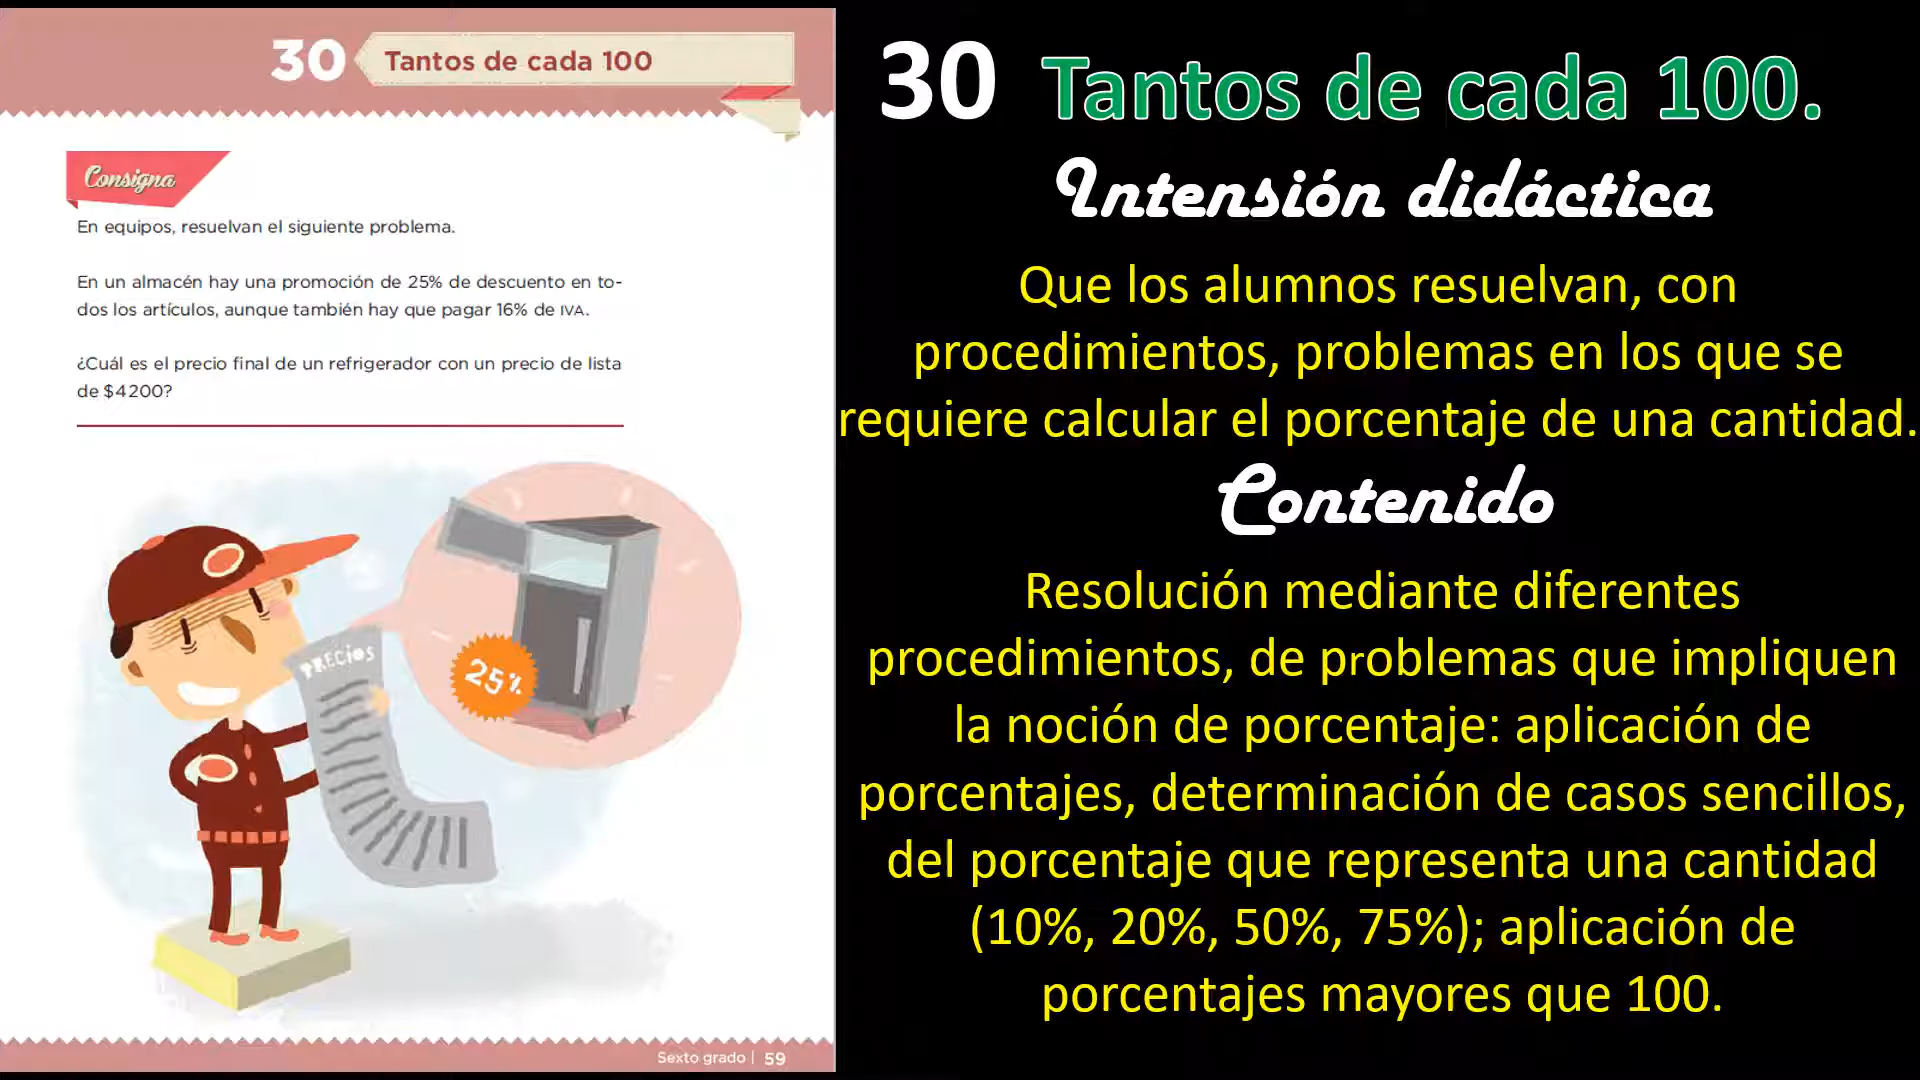 30 Tantos de cada 100
Consigna
En equipos, resuelvan el siguiente problema.
En un almacén hay una promoción de 25% de descuento en to-
dos los artículos, aunque también hay que pagar 16% de IVA.
¿Cuál es el precio final de un refrigerador con un precio de lista
de $4200?
PRECiOS
25%
Sexto grado | 59
30 Tantos de cada 100.
Intensión didáctica
Que los alumnos resuelvan, con
procedimientos, problemas en los que se
requiere calcular el porcentaje de una cantidad.
Contenido
Resolución mediante diferentes
procedimientos, de problemas que impliquen
la noción de porcentaje: aplicación de
porcentajes, determinación de casos sencillos,
del porcentaje que representa una cantidad
(10%, 20%, 50%, 75%); aplicación de
porcentajes mayores que 100.